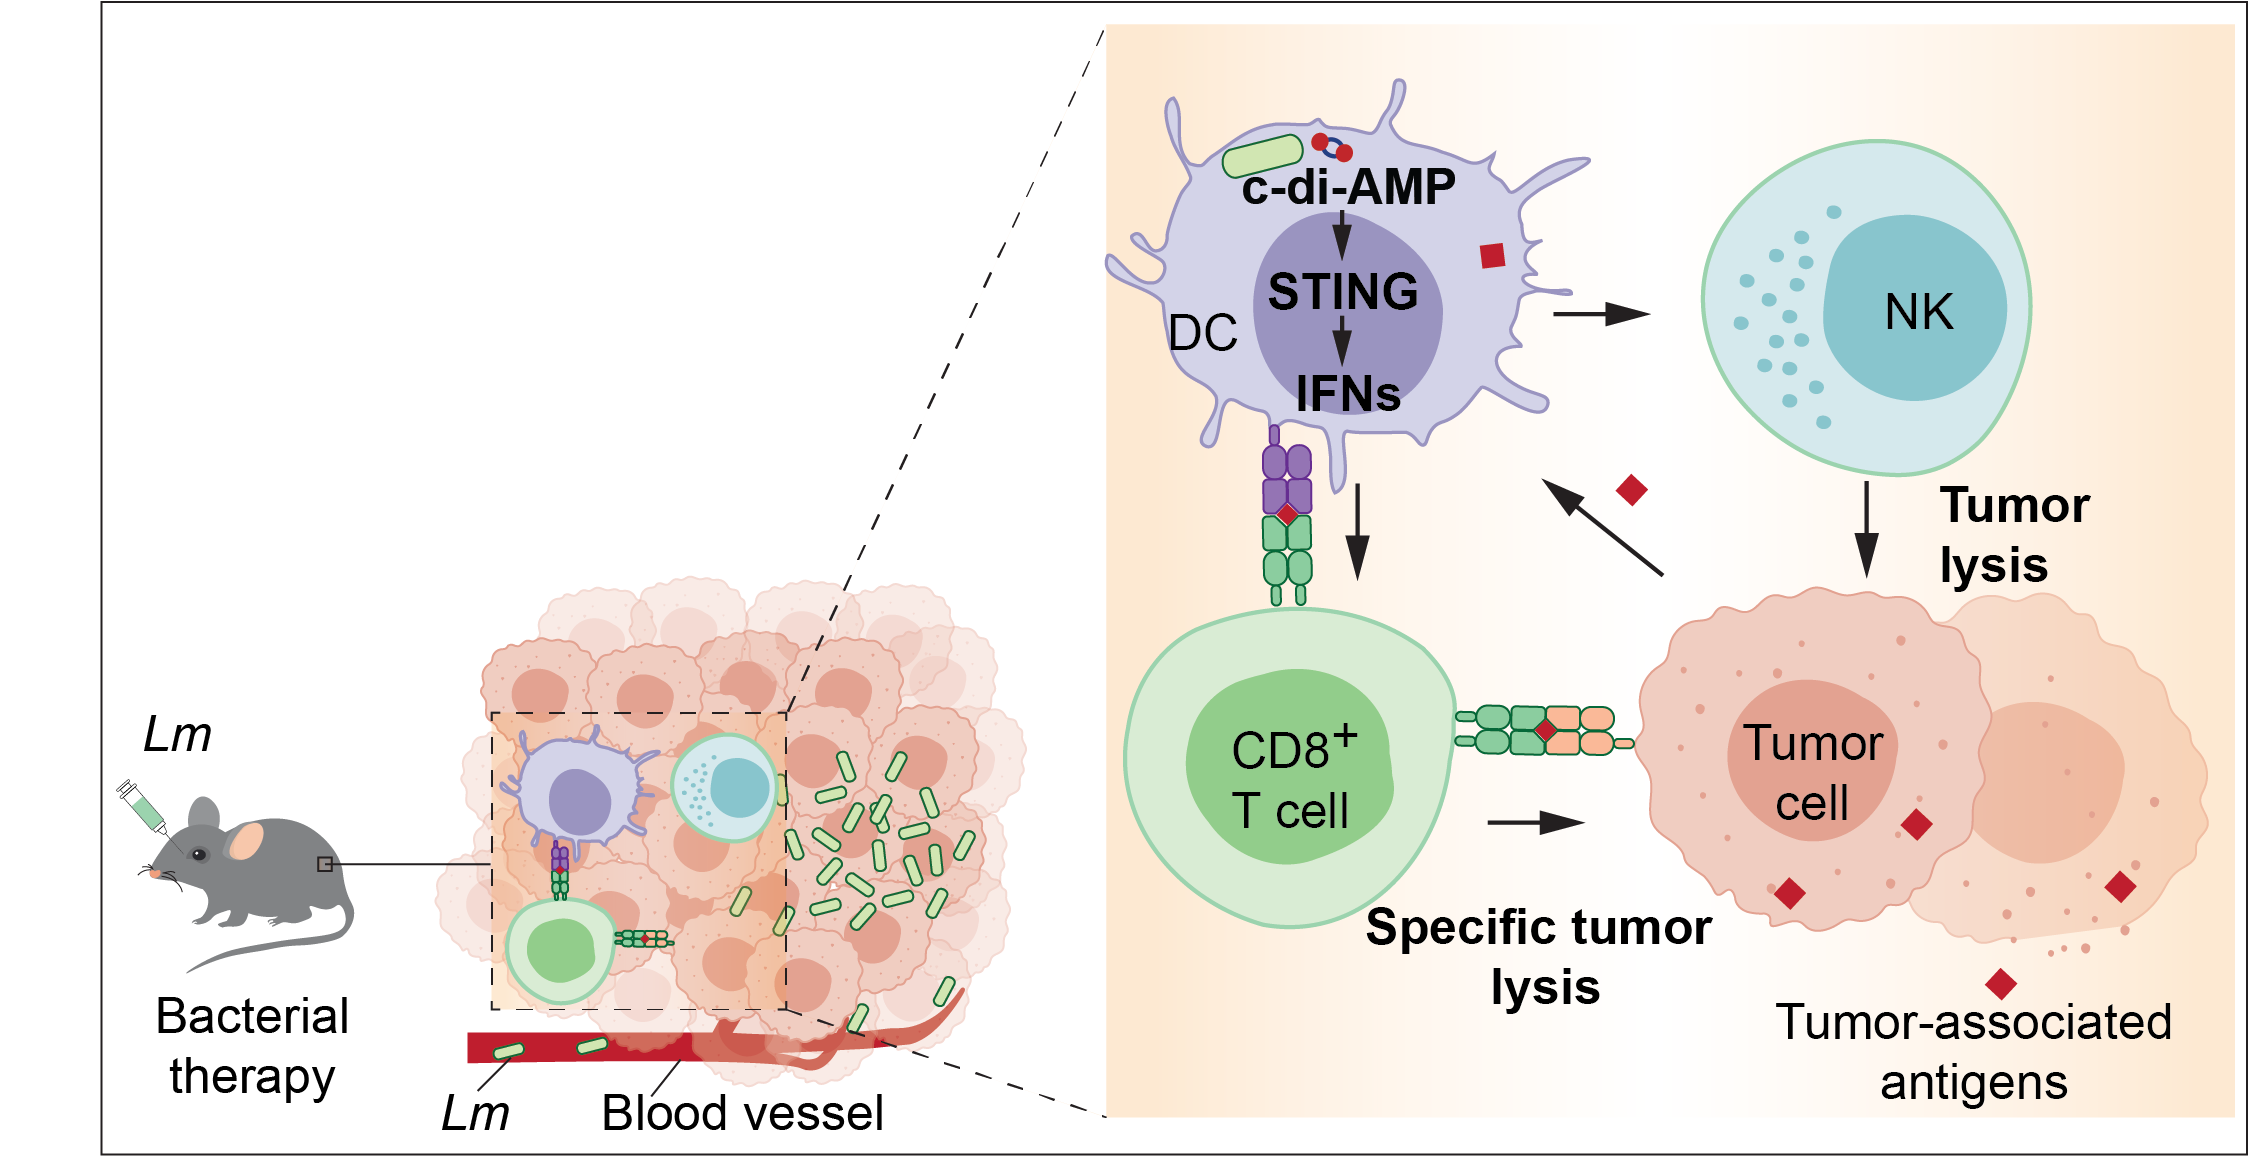 Lm
Bacterial
therapy
Lm
Blood vessel
c-di-AMP
STING
DC
IFNs
NK
Tumor
lysis
CD8+
T cell
Tumor
cell
Specific tumor
lysis
Tumor-associated
antigens